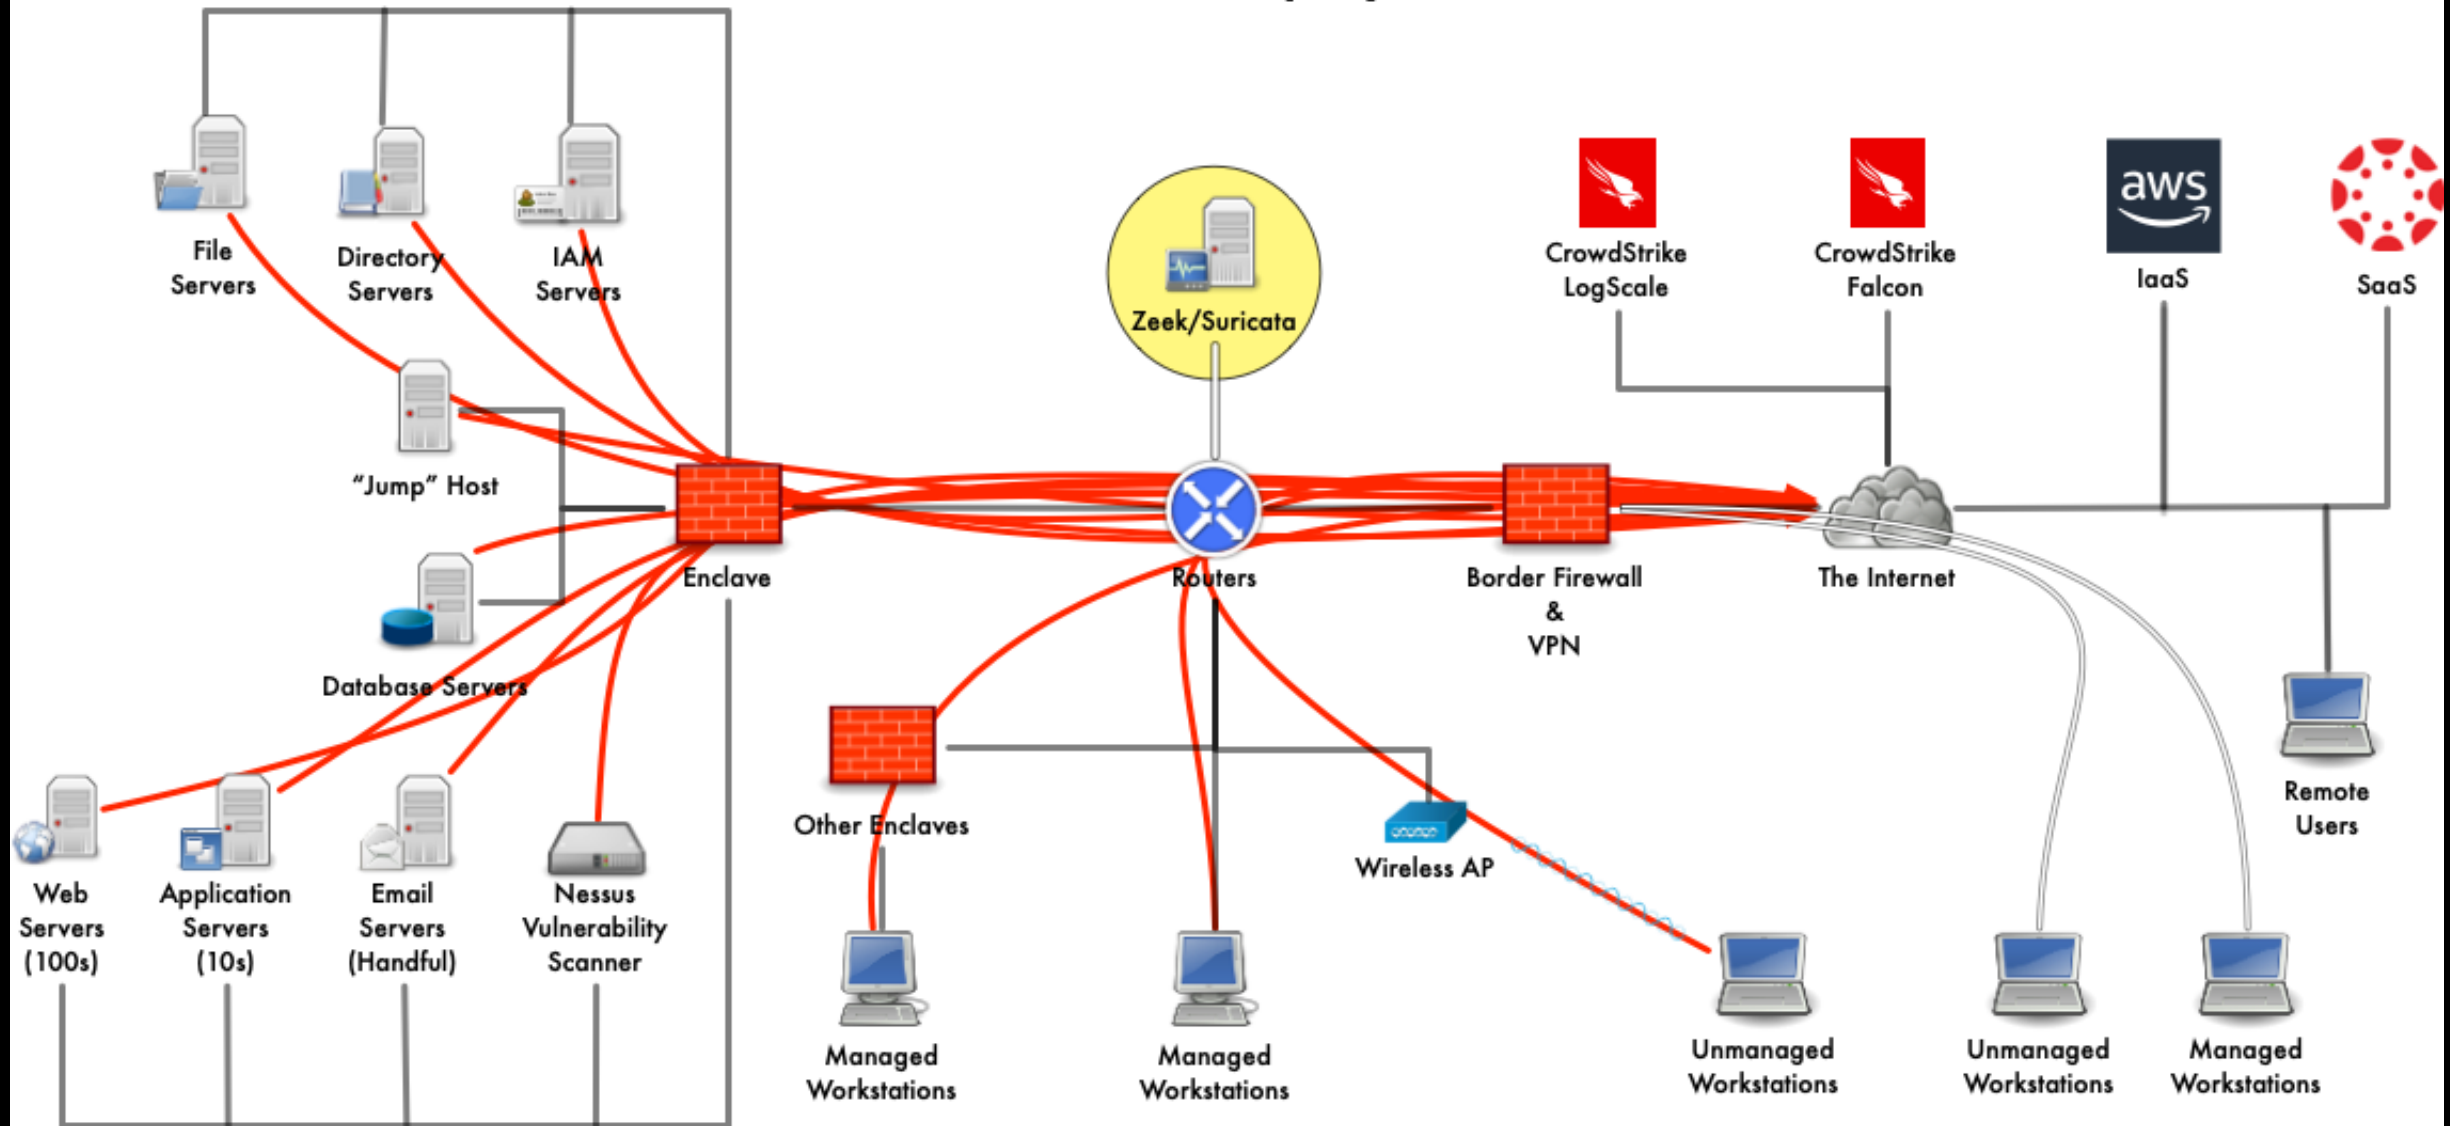 File
Servers
Directory
Servers
IAM
Servers
Zeek/Suricata
CrowdStrike
LogScale
CrowdStrike
Falcon
aws
IaaS
SaaS
"Jump" Host
Enclave
Routers
Border Firewall
&
VPN
The Internet
Database Servers
Other Enclaves
Wireless AP
Remote
Users
Web
Servers
(100s)
Application
Servers
(10s)
Email
Servers
(Handful)
Nessus
Vulnerability
Scanner
Managed
Workstations
Managed
Workstations
Unmanaged
Workstations
Unmanaged
Workstations
Managed
Workstations